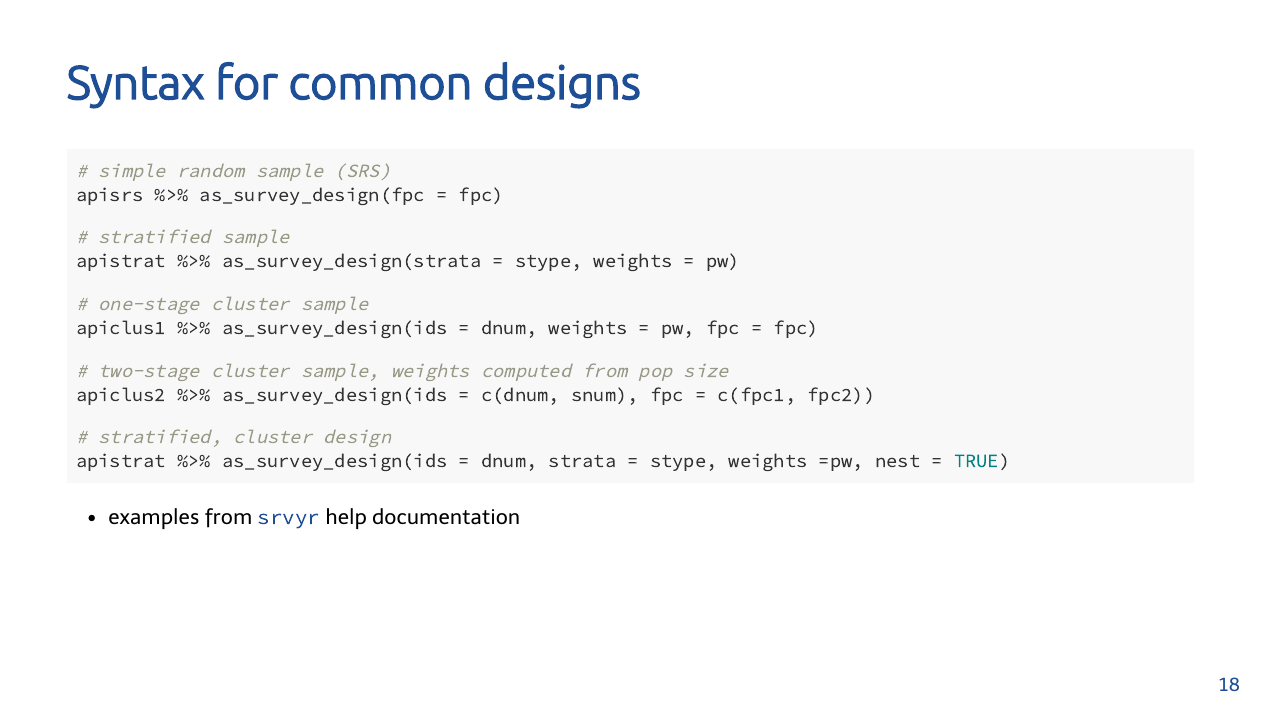 Syntax for common designs
# simple random sample (SRS)
apisrs %>% as_survey_design(fpc = fpc)
# stratified sample
apistrat %>% as_survey_design(strata = stype, weights = pw)
# one-stage cluster sample
apiclus1 %>% as_survey_design(ids = dnum, weights = pw, fpc = fpc)
# two-stage cluster sample, weights computed from pop size
apiclus2 %>% as_survey_design(ids = c(dnum, snum), fpc = c(fpc1, fpc2))
# stratified, cluster design
apistrat %>% as_survey_design(ids = dnum, strata = stype, weights =pw, nest = TRUE)
• examples from srvyr help documentation
18